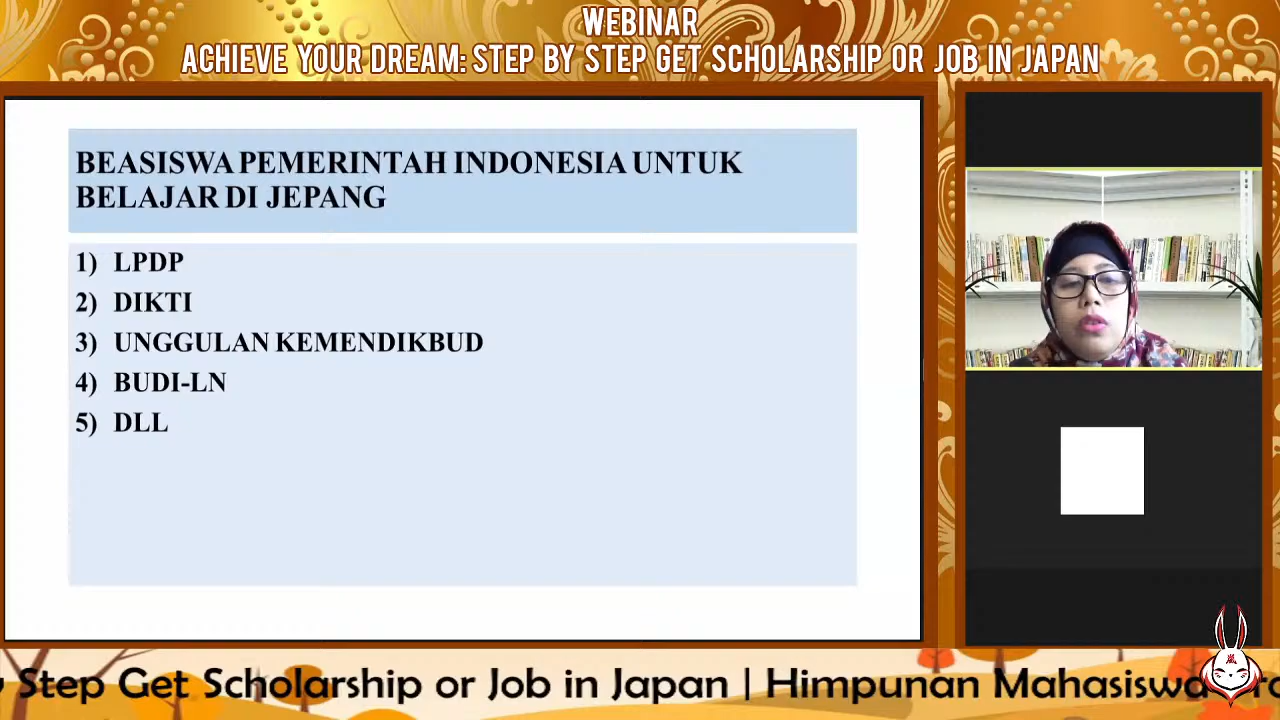 WEBINAR
ACHIEVE YOUR DREAM: STEP BY STEP GET SCHOLARSHIP OR JOB IN JAPAN
BEASISWA PEMERINTAH INDONESIA UNTUK
BELAJAR DI JEPANG
1) LPDP
2) DIKTI
3) UNGGULAN KEMENDIKBUD
4) BUDI-LN
5) DLL
Step Get Scholarship or Job in Japan | Himpunan Mahasiswa